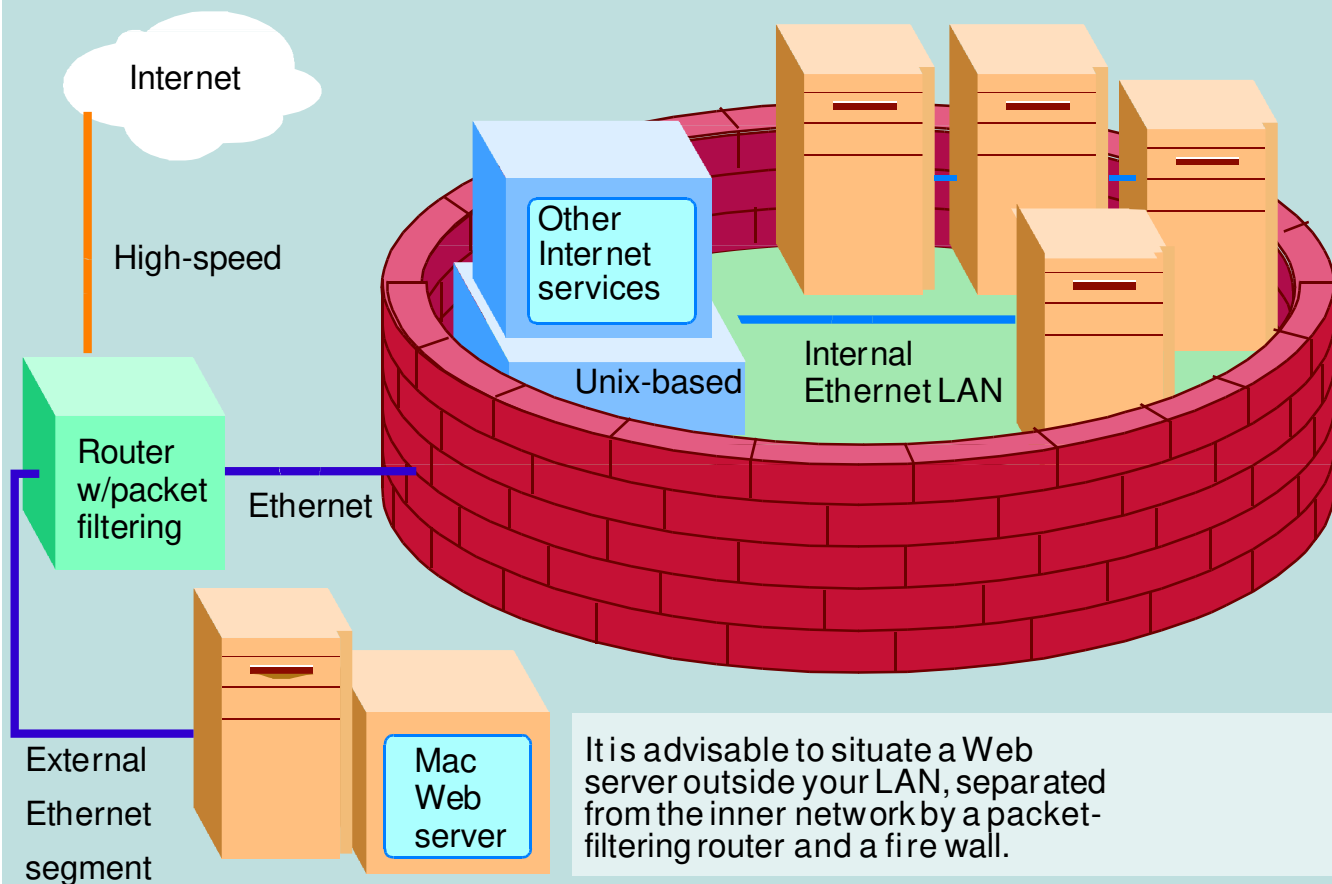 Internet
High-speed
Other
Internet
services
Unix-based
Internal
Ethernet LAN
Router
w/packet
filtering
Ethernet
External
Ethernet
segment
Mac
Web
server
It is advisable to situate a Web
server outside your LAN, separated
from the inner network by a packet-
filtering router and a fire wall.